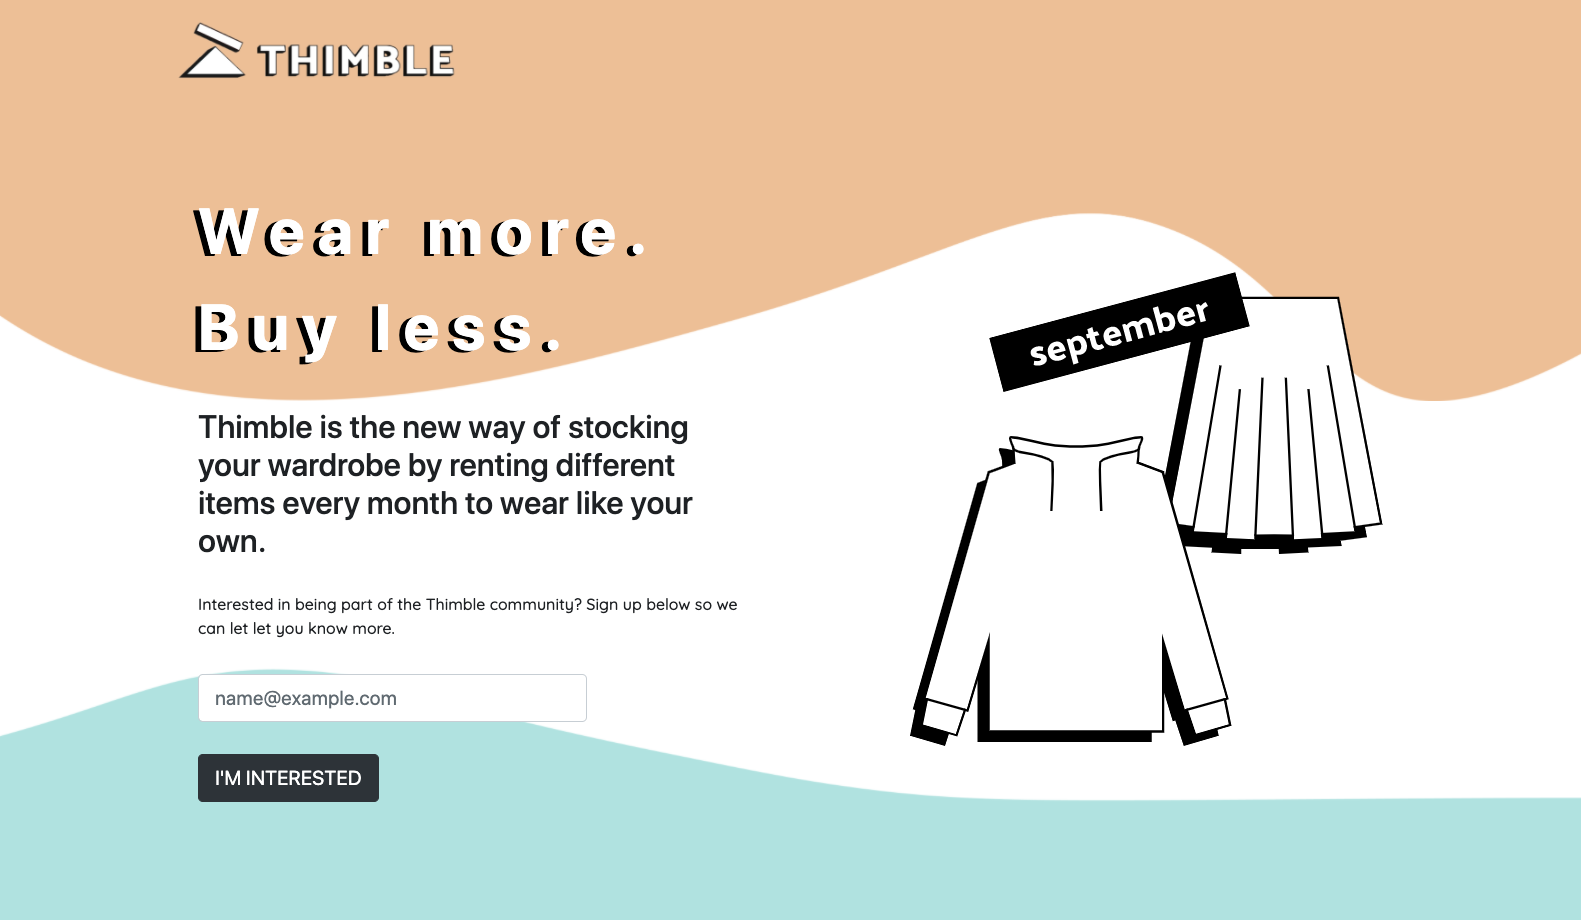 THIMBLE
Wear more.
Buy less.
Thimble is the new way of stocking
your wardrobe by renting different
items every month to wear like your
own.
Interested in being part of the Thimble community? Sign up below so we
can let let you know more.
name@example.com
I'M INTERESTED
september